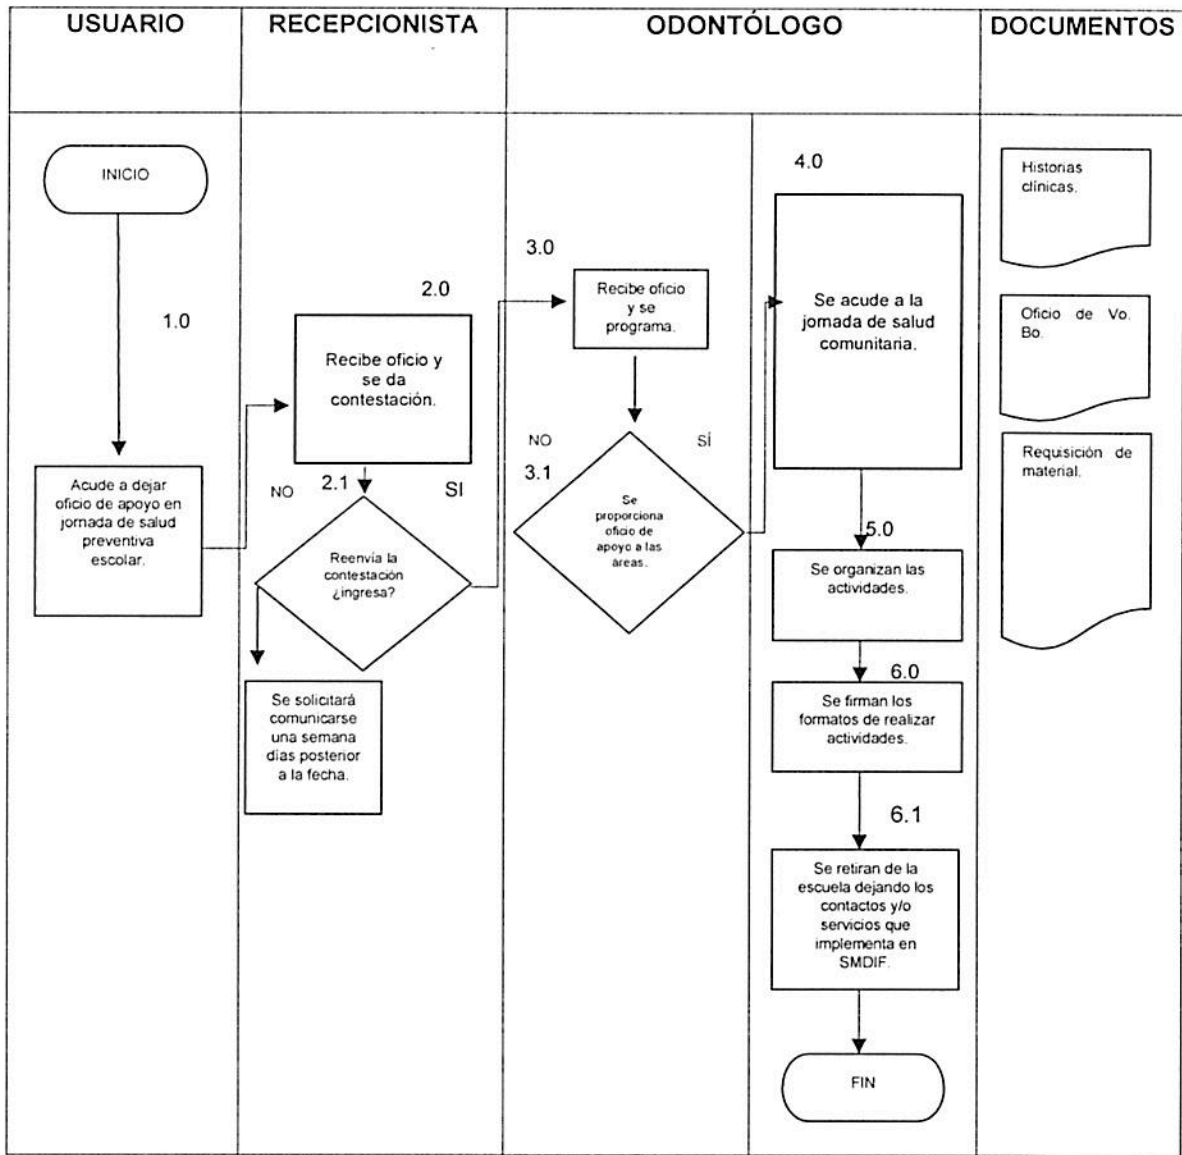 USUARIO
RECEPCIONISTA
ODONTÓLOGO
DOCUMENTOS
INICIO
1.0
Acude a dejar
oficio de apoyo en
jornada de salud
preventiva
escolar.
2.0
Recibe oficio y
se da
contestación.
NO
2.1
SI
Reenvía la
contestación
¿ingresa?
Se solicitará
comunicarse
una semana
días posterior
a la fecha.
3.0
Recibe oficio
y se
programa.
NO
SÍ
3.1
Se
proporciona
oficio de
apoyo a las
áreas.
4.0
Se acude a la
jornada de salud
comunitaria.
5.0
Se organizan las
actividades.
6.0
Se firman los
formatos de realizar
actividades.
6.1
Se retiran de la
escuela dejando los
contactos y/o
servicios que
implementa en
SMDIF.
FIN
Historias
clínicas.
Oficio de Vo.
Bo.
Requisición de
material.